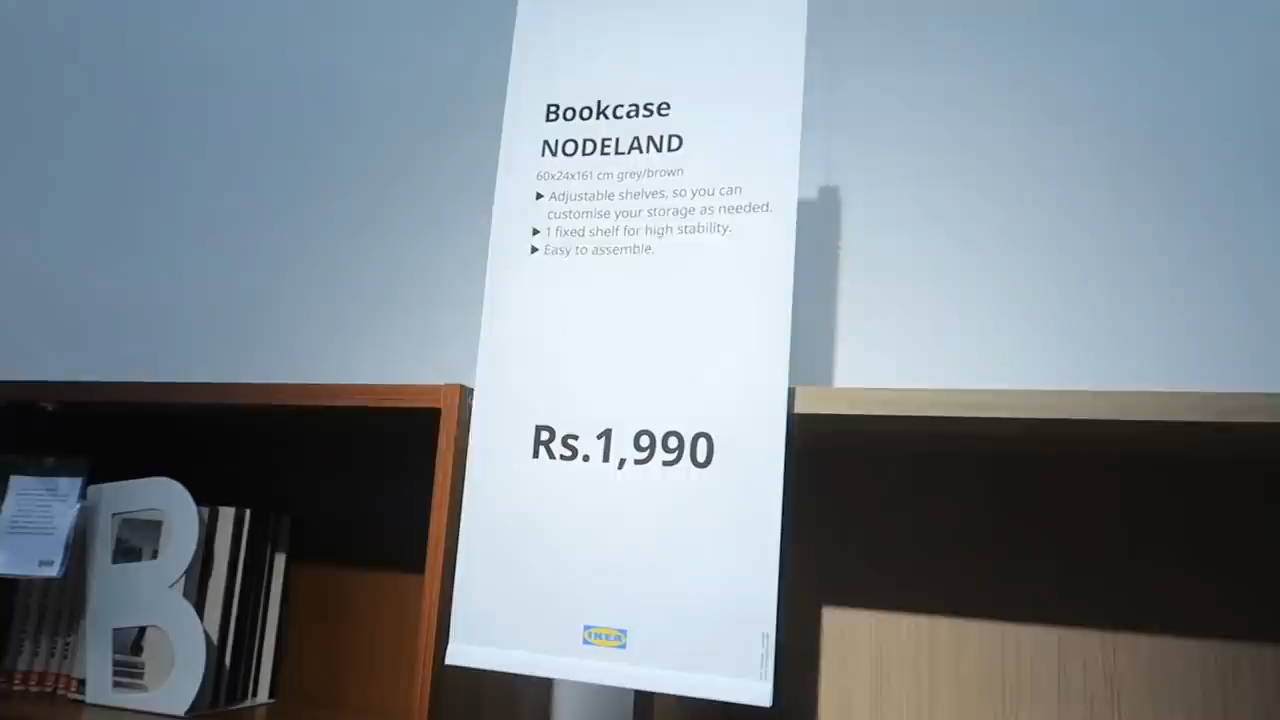 Bookcase
NODELAND
60x24x161 cm grey/brown
▶ Adjustable shelves, so you can
customise your storage as needed.
▶ 1 fixed shelf for high stability.
▶ Easy to assemble.
Rs.1,990
IKEA
B